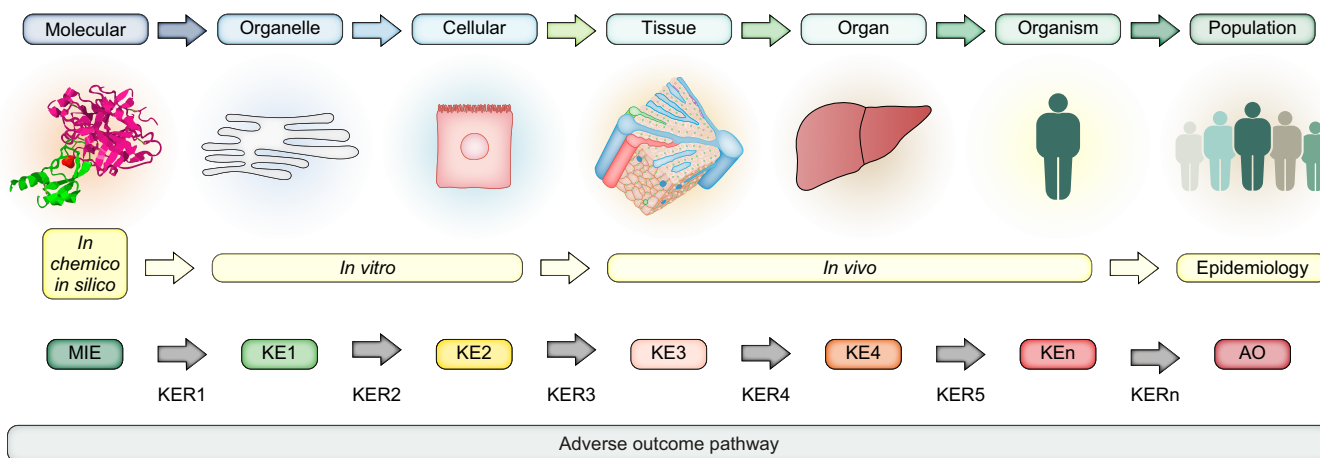 Molecular
Organelle
Cellular
Tissue
Organ
Organism
Population
In
chemico
in silico
In vitro
In vivo
Epidemiology
MIE
KE1
KE2
KE3
KE4
KEn
AO
KER1
KER2
KER3
KER4
KER5
KERn
Adverse outcome pathway